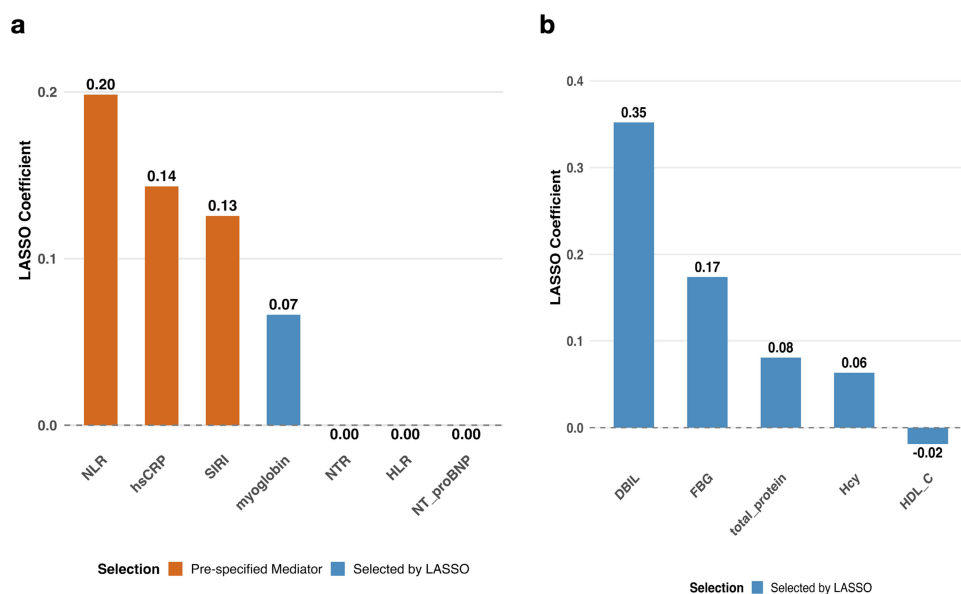 a
LASSO Coefficient
0.2
0.1
0.0
0.20
0.14
0.13
0.07
0.00
0.00
0.00
NLR
hsCRP
SIRI
myoglobin
NTR
HLR
NT_proBNP
Selection Pre-specified Mediator Selected by LASSO
b
LASSO Coefficient
0.4
0.3
0.2
0.1
0.0
0.35
0.17
0.08
0.06
-0.02
DBIL
FBG
total_protein
Hcy
HDL_C
Selection Selected by LASSO